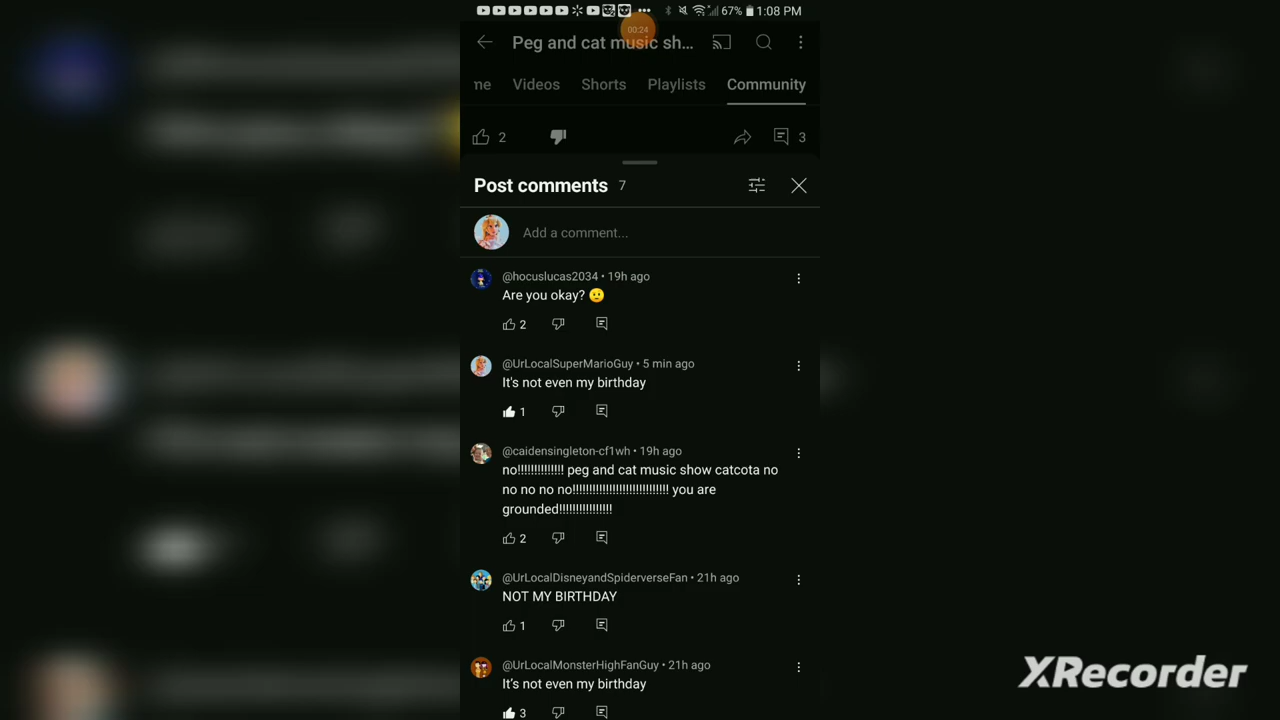 67% 1:08 PM
00:24
Peg and cat music sh...
me Videos Shorts Playlists Community
2 3
Post comments 7
Add a comment...
@hocuslucas2034 • 19h ago
Are you okay? 🤨
2
@UrLocalSuperMarioGuy • 5 min ago
It's not even my birthday
1
@caidensingleton-cf1wh • 19h ago
no!!!!!!!!!!!!!! peg and cat music show catcota no
no no no no!!!!!!!!!!!!!!!!!!!!!!!!!!!!! you are
grounded!!!!!!!!!!!!!!!!
2
@UrLocalDisneyandSpiderverseFan • 21h ago
NOT MY BIRTHDAY
1
@UrLocalMonsterHighFanGuy • 21h ago
It's not even my birthday
3
XRecorder